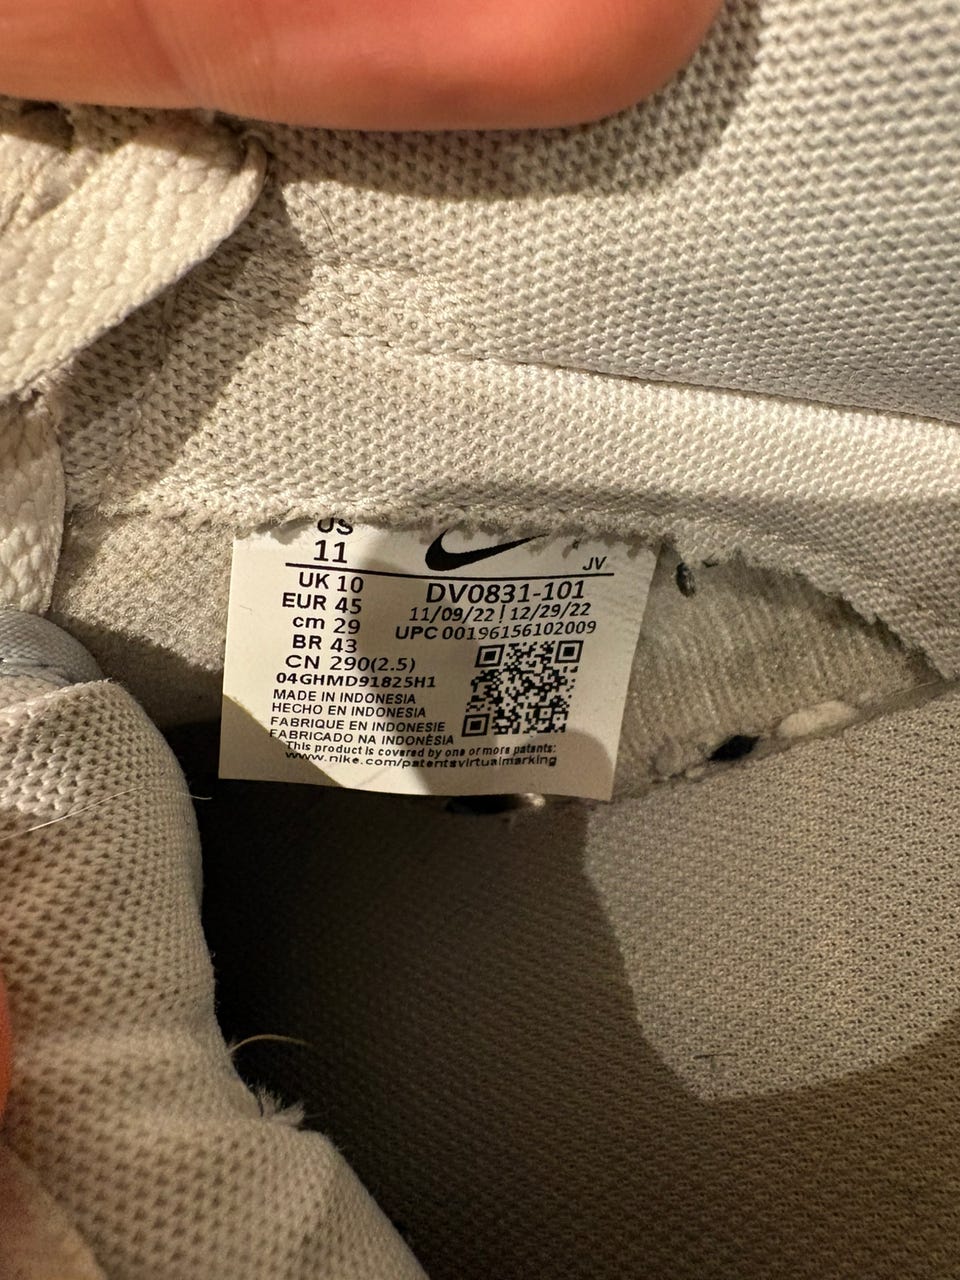 US
11
JV
UK 10
EUR 45
cm 29
BR 43
CN 290(2.5)
DV0831-101
11/09/22 | 12/29/22
UPC 00196156102009
04GHMD91825H1
MADE IN INDONESIA
HECHO EN INDONESIA
FABRIQUE EN INDONESIE
FABRICADO NA INDONÉSIA
This product is covered by one or more patents:
www.nike.com/patentsvirtualmarking